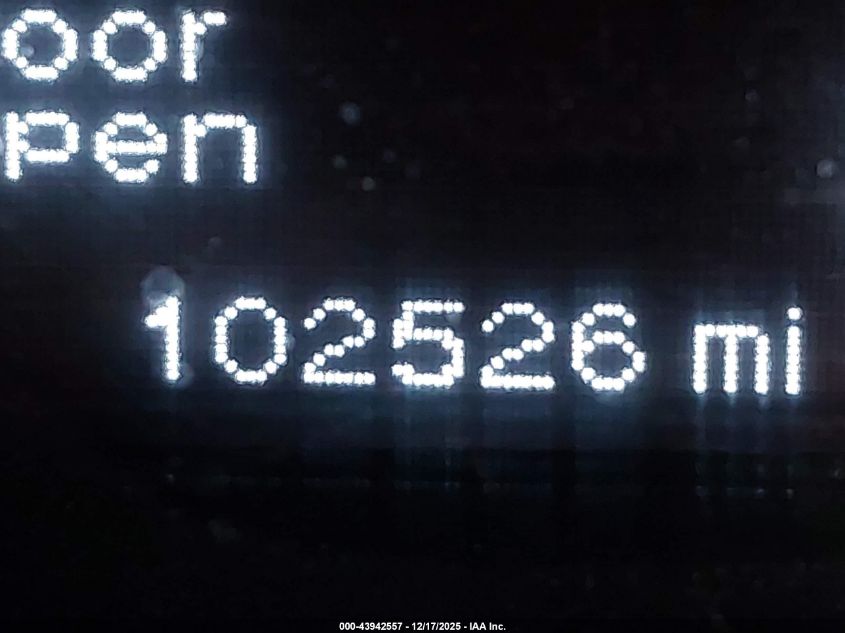 oor
pen
102526 mi
000-43942557 - 12/17/2025 - IAA Inc.